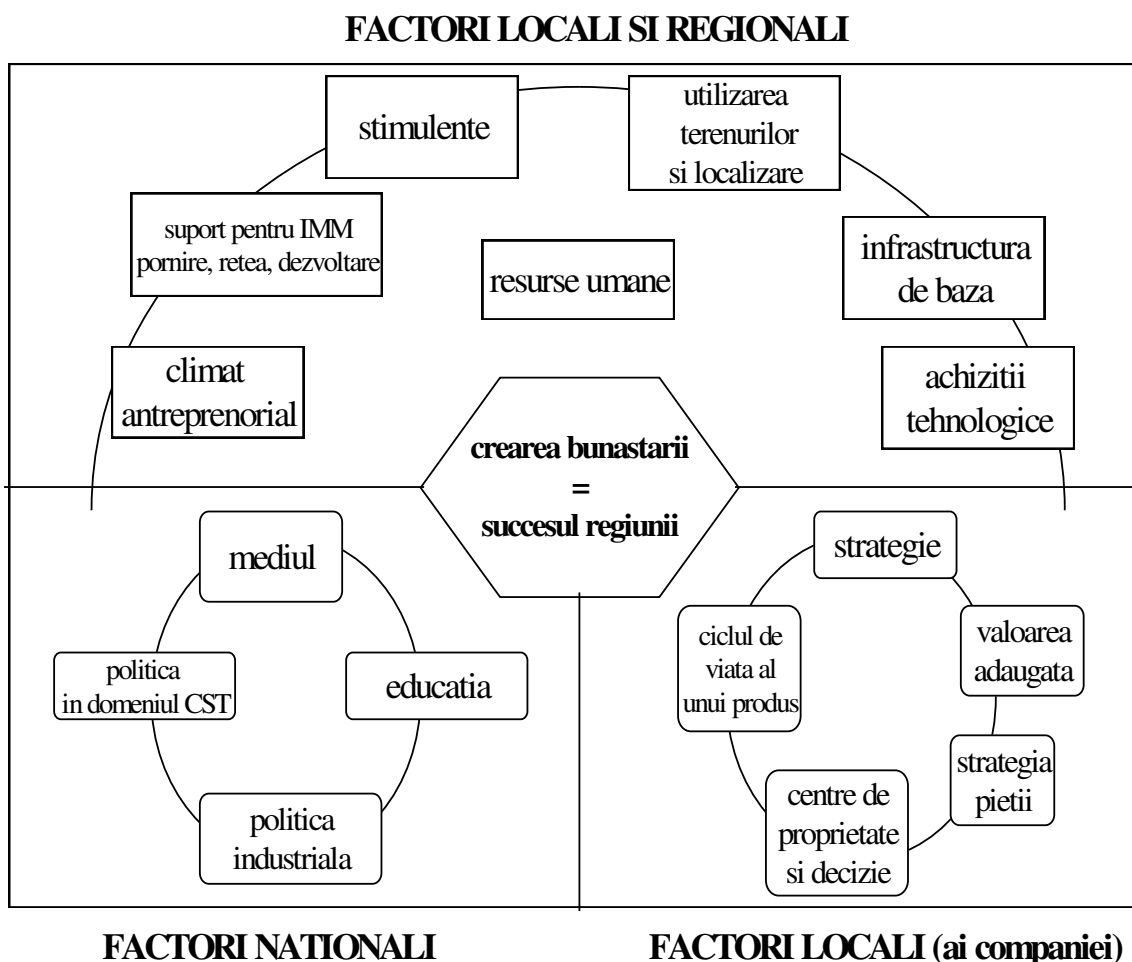 FACTORI LOCALI SI REGIONALI
stimulente
utilizarea
terenurilor
si localizare
suport pentru IMM
pornire, retea, dezvoltare
resurse umane
infrastructura
de baza
climat
antreprenorial
achizitii
tehnologice
crearea bunastarii
=
succesul regiunii
mediul
politica
in domeniul CST
educatia
politica
industriala
strategie
ciclul de
viata al
unui produs
valoarea
adaugata
strategia
pietii
centre de
proprietate
si decizie
FACTORI NATIONALI
FACTORI LOCALI (ai companiei)